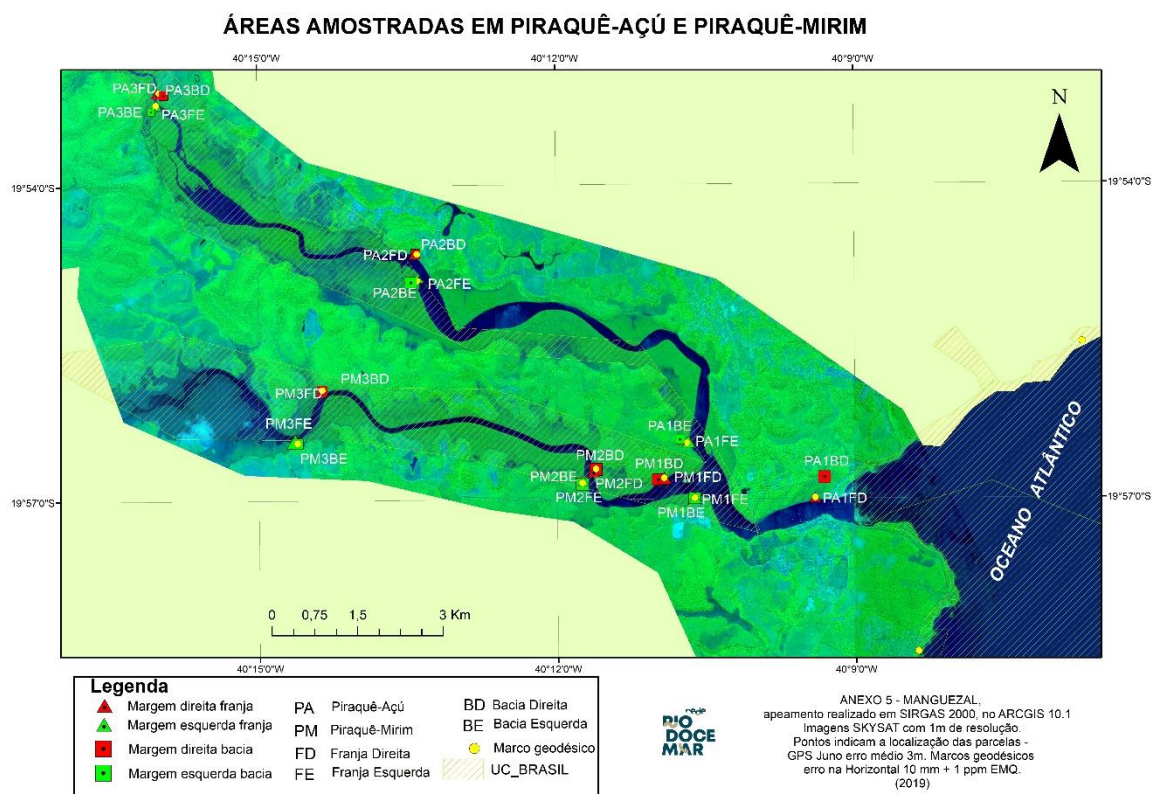 ÁREAS AMOSTRADAS EM PIRAQUÊ-AÇÚ E PIRAQUÊ-MIRIM
40°15'0"W
40°12'0"W
40°9'0"W
N
PA3FD
PA3BD
PA3BE
PA3FE
19°54'0"S
19°54'0"S
PA2BD
PA2FD
PA2FE
PA2BE
PM3BD
PM3FD
PM3FE
PM3BE
PA1BE
PA1FE
PM2BD
PM1BD
PA1BD
PM2BE
PM2FD
PM1FD
PM2FE
PM1FE
PM1BE
PA1FD
OCEANO ATLÂNTICO
19°57'0"S
19°57'0"S
0 0,75 1,5 3 Km
40°15'0"W
40°12'0"W
40°9'0"W
Legenda
Margem direita franja
Margem esquerda franja
Margem direita bacia
Margem esquerda bacia
PA Piraquê-Açú
PM Piraquê-Mirim
FD Franja Direita
FE Franja Esquerda
BD Bacia Direita
BE Bacia Esquerda
Marco geodésico
UC_BRASIL
rede
RIO
DOCE
MAR
ANEXO 5 - MANGUEZAL,
apeamento realizado em SIRGAS 2000, no ARCGIS 10.1
Imagens SKYSAT com 1m de resolução.
Pontos indicam a localização das parcelas -
GPS Juno erro médio 3m. Marcos geodésicos
erro na Horizontal 10 mm + 1 ppm EMQ.
(2019)